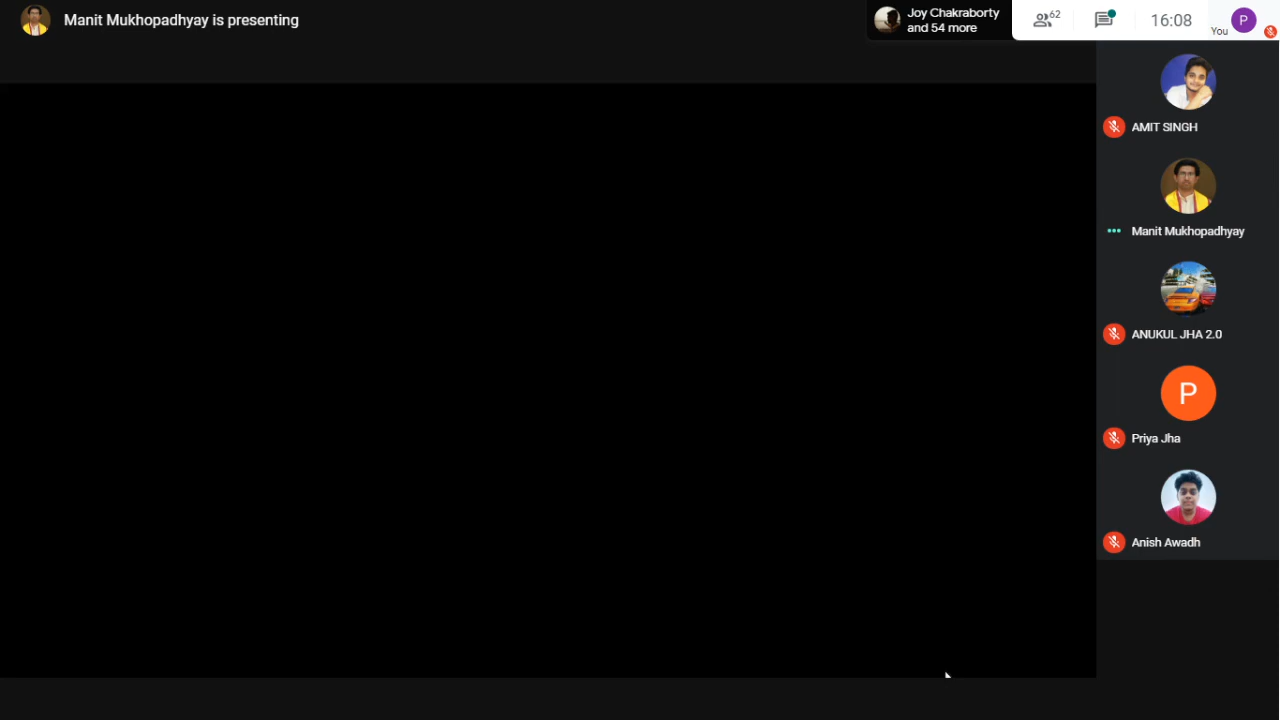 Manit Mukhopadhyay is presenting
Joy Chakraborty
and 54 more
62
16:08
You
P
AMIT SINGH
Manit Mukhopadhyay
ANUKUL JHA 2.0
P
Priya Jha
Anish Awadh